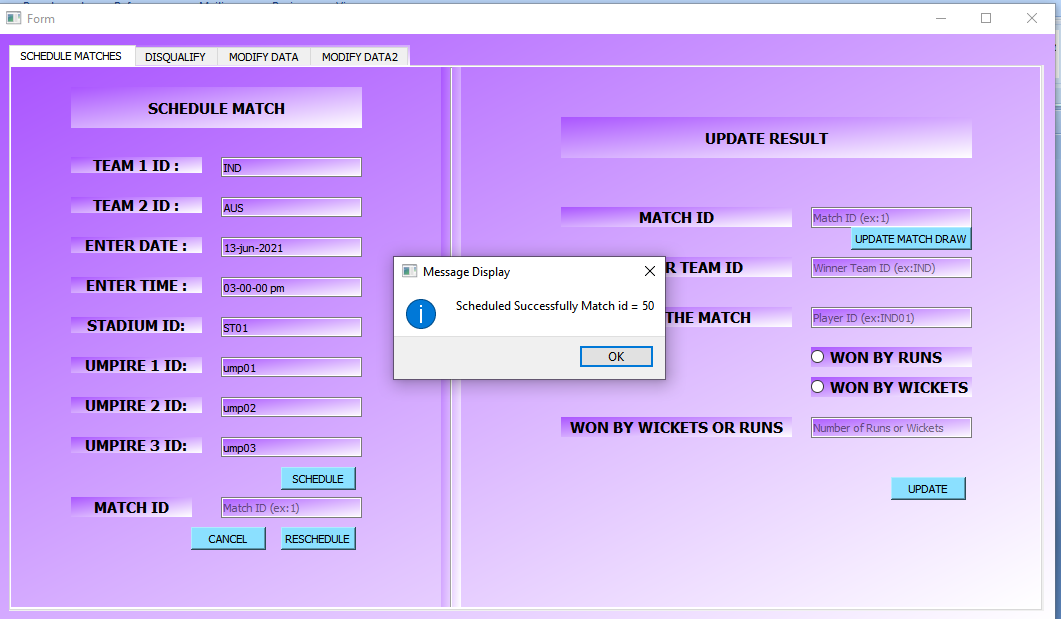 Form
SCHEDULE MATCHES
DISQUALIFY
MODIFY DATA
MODIFY DATA2
SCHEDULE MATCH
TEAM 1 ID :
IND
TEAM 2 ID :
AUS
ENTER DATE :
13-jun-2021
ENTER TIME :
03-00-00 pm
STADIUM ID:
ST01
UMPIRE 1 ID:
ump01
UMPIRE 2 ID:
ump02
UMPIRE 3 ID:
ump03
SCHEDULE
MATCH ID
Match ID (ex:1)
CANCEL
RESCHEDULE
UPDATE RESULT
MATCH ID
Match ID (ex:1)
UPDATE MATCH DRAW
R TEAM ID
Winner Team ID (ex:IND)
THE MATCH
Player ID (ex:IND01)
WON BY RUNS
WON BY WICKETS
WON BY WICKETS OR RUNS
Number of Runs or Wickets
UPDATE
Message Display
Scheduled Successfully Match id = 50
OK